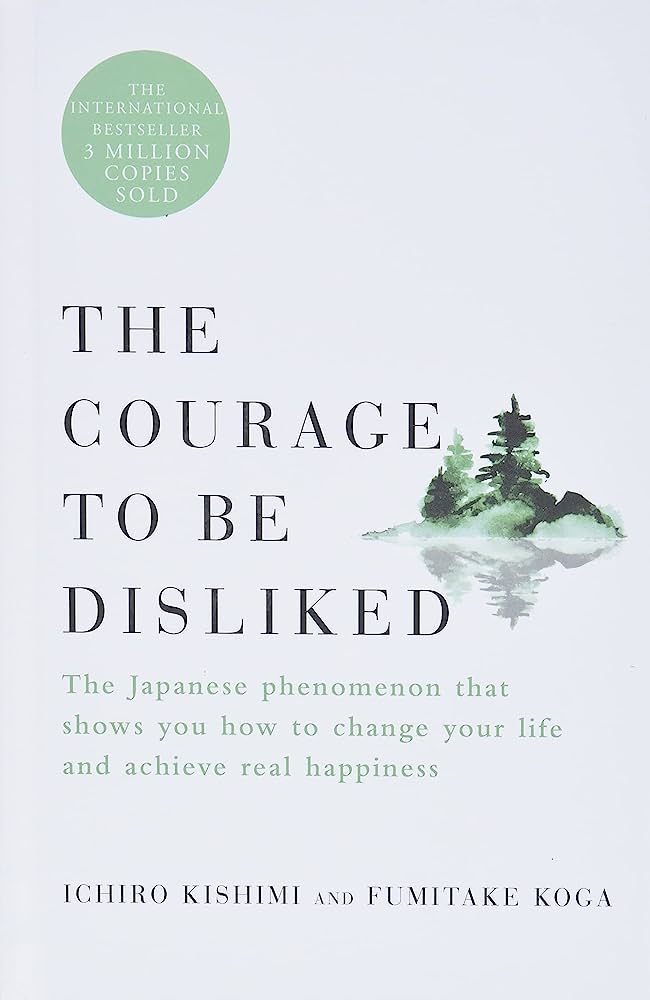 THE
INTERNATIONAL
BESTSELLER
3 MILLION
COPIES
SOLD
THE
COURAGE
TO BE
DISLIKED
The Japanese phenomenon that
shows you how to change your life
and achieve real happiness
ICHIRO KISHIMI AND FUMITAKE KOGA